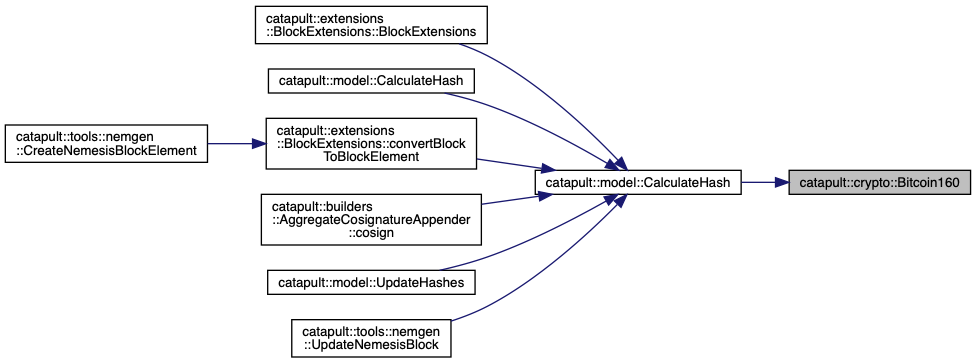 catapult::extensions
::BlockExtensions::BlockExtensions
catapult::model::CalculateHash
catapult::tools::nemgen
::CreateNemesisBlockElement
catapult::extensions
::BlockExtensions::convertBlock
ToBlockElement
catapult::model::CalculateHash
catapult::crypto::Bitcoin160
catapult::builders
::AggregateCosignatureAppender
::cosign
catapult::model::UpdateHashes
catapult::tools::nemgen
::UpdateNemesisBlock